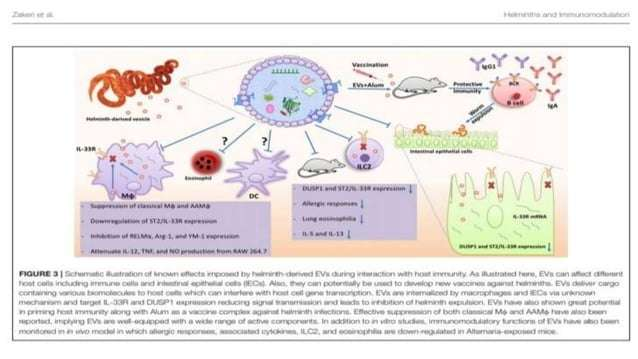 Zakeri et al.
Helminths and Immunomodulation
Helminth-derived vesicle
Vaccination
EVs+Alum
Protective
Immunity
IgG1
BCR
B cell
IgA
Worm
expulsion
IL-33R
MΦ
?
Eosinophil
?
DC
ILC2
Intestinal epithelial cells
- Suppression of classical MΦ and AAMΦ
- Downregulation of ST2/IL-33R expression
- Inhibition of RELMα, Arg-1, and YM-1 expression
- Attenuate IL-12, TNF, and NO production from RAW 264.7
- DUSP1 and ST2/IL-33R expression ↓
- Allergic responses ↓
- Lung eosinophilia ↓
- IL-5 and IL-13 ↓
IL-33R mRNA
DUSP1 and ST2/IL-33R expression ↓
FIGURE 3 | Schematic illustration of known effects imposed by helminth-derived EVs during interaction with host immunity. As illustrated here, EVs can affect different
host cells including immune cells and intestinal epithelial cells (IECs). Also, they can potentially be used to develop new vaccines against helminths. EVs deliver cargo
containing various biomolecules to host cells which can interfere with host cell gene transcription. EVs are internalized by macrophages and IECs via unknown
mechanism and target IL-33R and DUSP1 expression reducing signal transmission and leads to inhibition of helminth expulsion. EVs have also shown great potential
in priming host immunity along with Alum as a vaccine complex against helminth infections. Effective suppression of both classical MΦ and AAMΦ have also been
reported, implying EVs are well-equipped with a wide range of active components. In addition to in vitro studies, immunomodulatory functions of EVs have also been
monitored in in vivo model in which allergic responses, associated cytokines, ILC2, and eosinophilia are down-regulated in Alternaria-exposed mice.